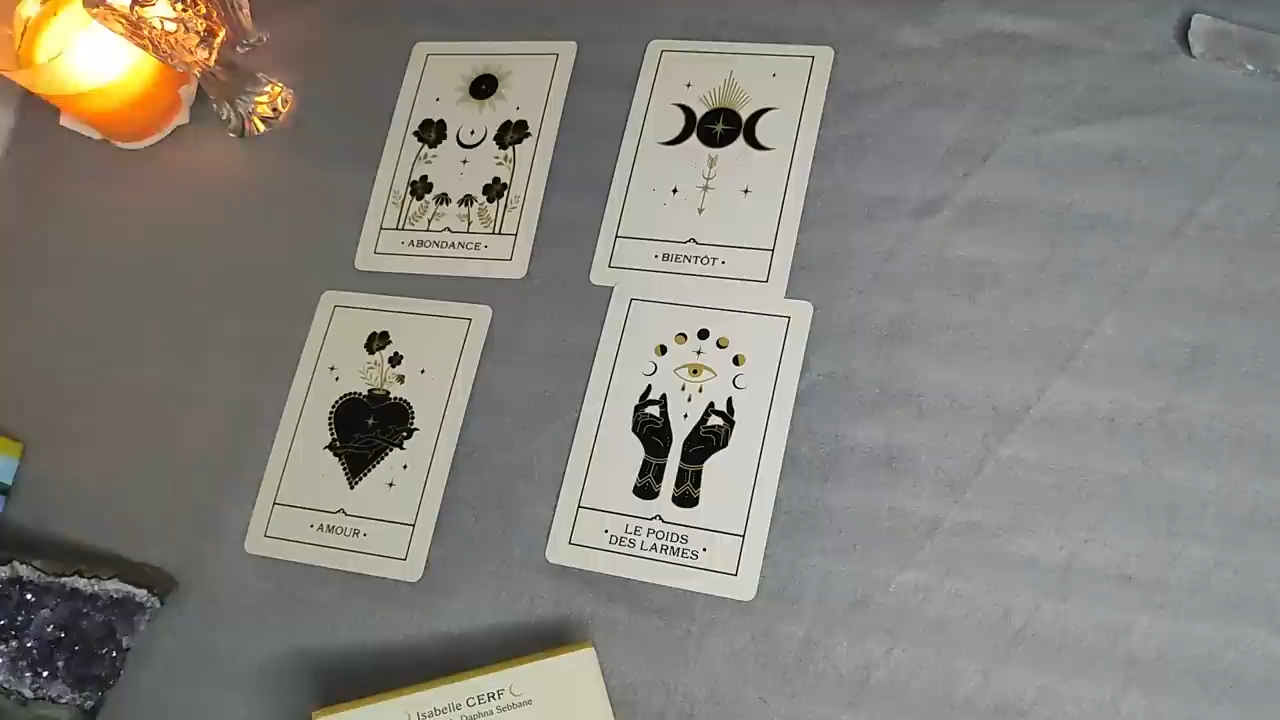 • ABONDANCE •
• BIENTÔT •
• AMOUR •
• LE POIDS
DES LARMES •
Isabelle CERF
Daphna Sebbane